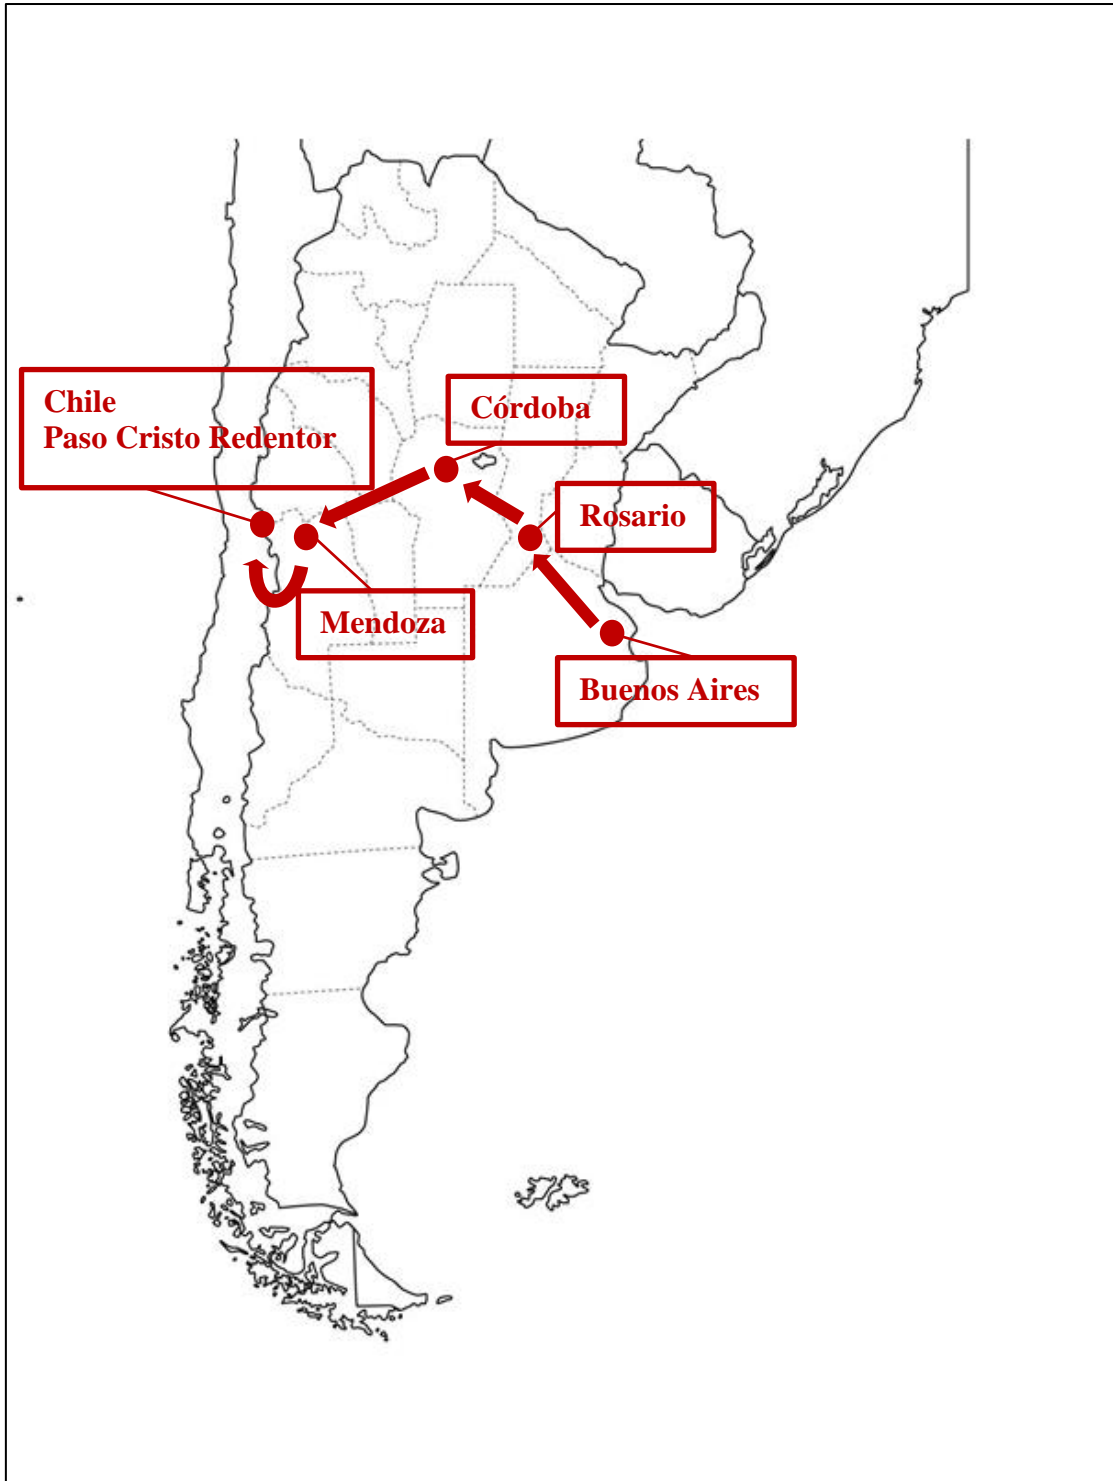 Chile
Paso Cristo Redentor
Córdoba
Rosario
Mendoza
Buenos Aires